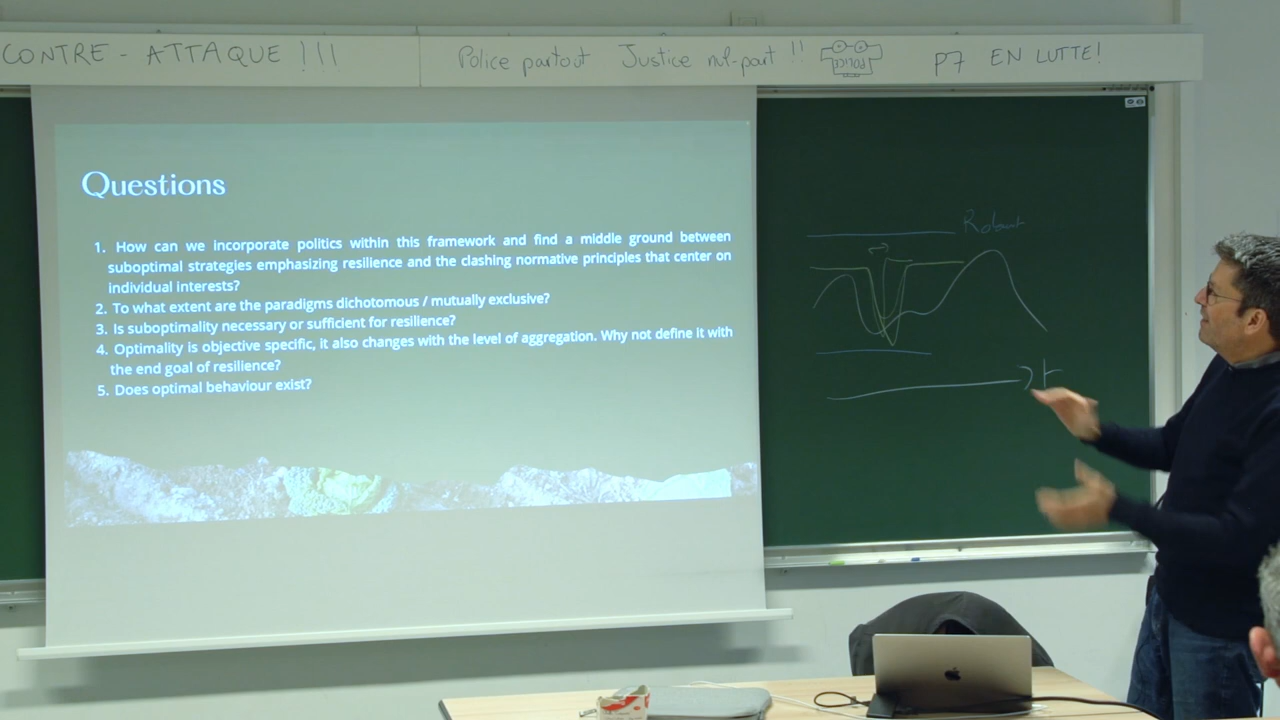 CONTRE - ATTAQUE !!!
Police partout Justice nul-part !! POLICE P7 EN LUTTE!
Questions
1. How can we incorporate politics within this framework and find a middle ground between
suboptimal strategies emphasizing resilience and the clashing normative principles that center on
individual interests?
2. To what extent are the paradigms dichotomous / mutually exclusive?
3. Is suboptimality necessary or sufficient for resilience?
4. Optimality is objective specific, it also changes with the level of aggregation. Why not define it with
the end goal of resilience?
5. Does optimal behaviour exist?
Robust
t